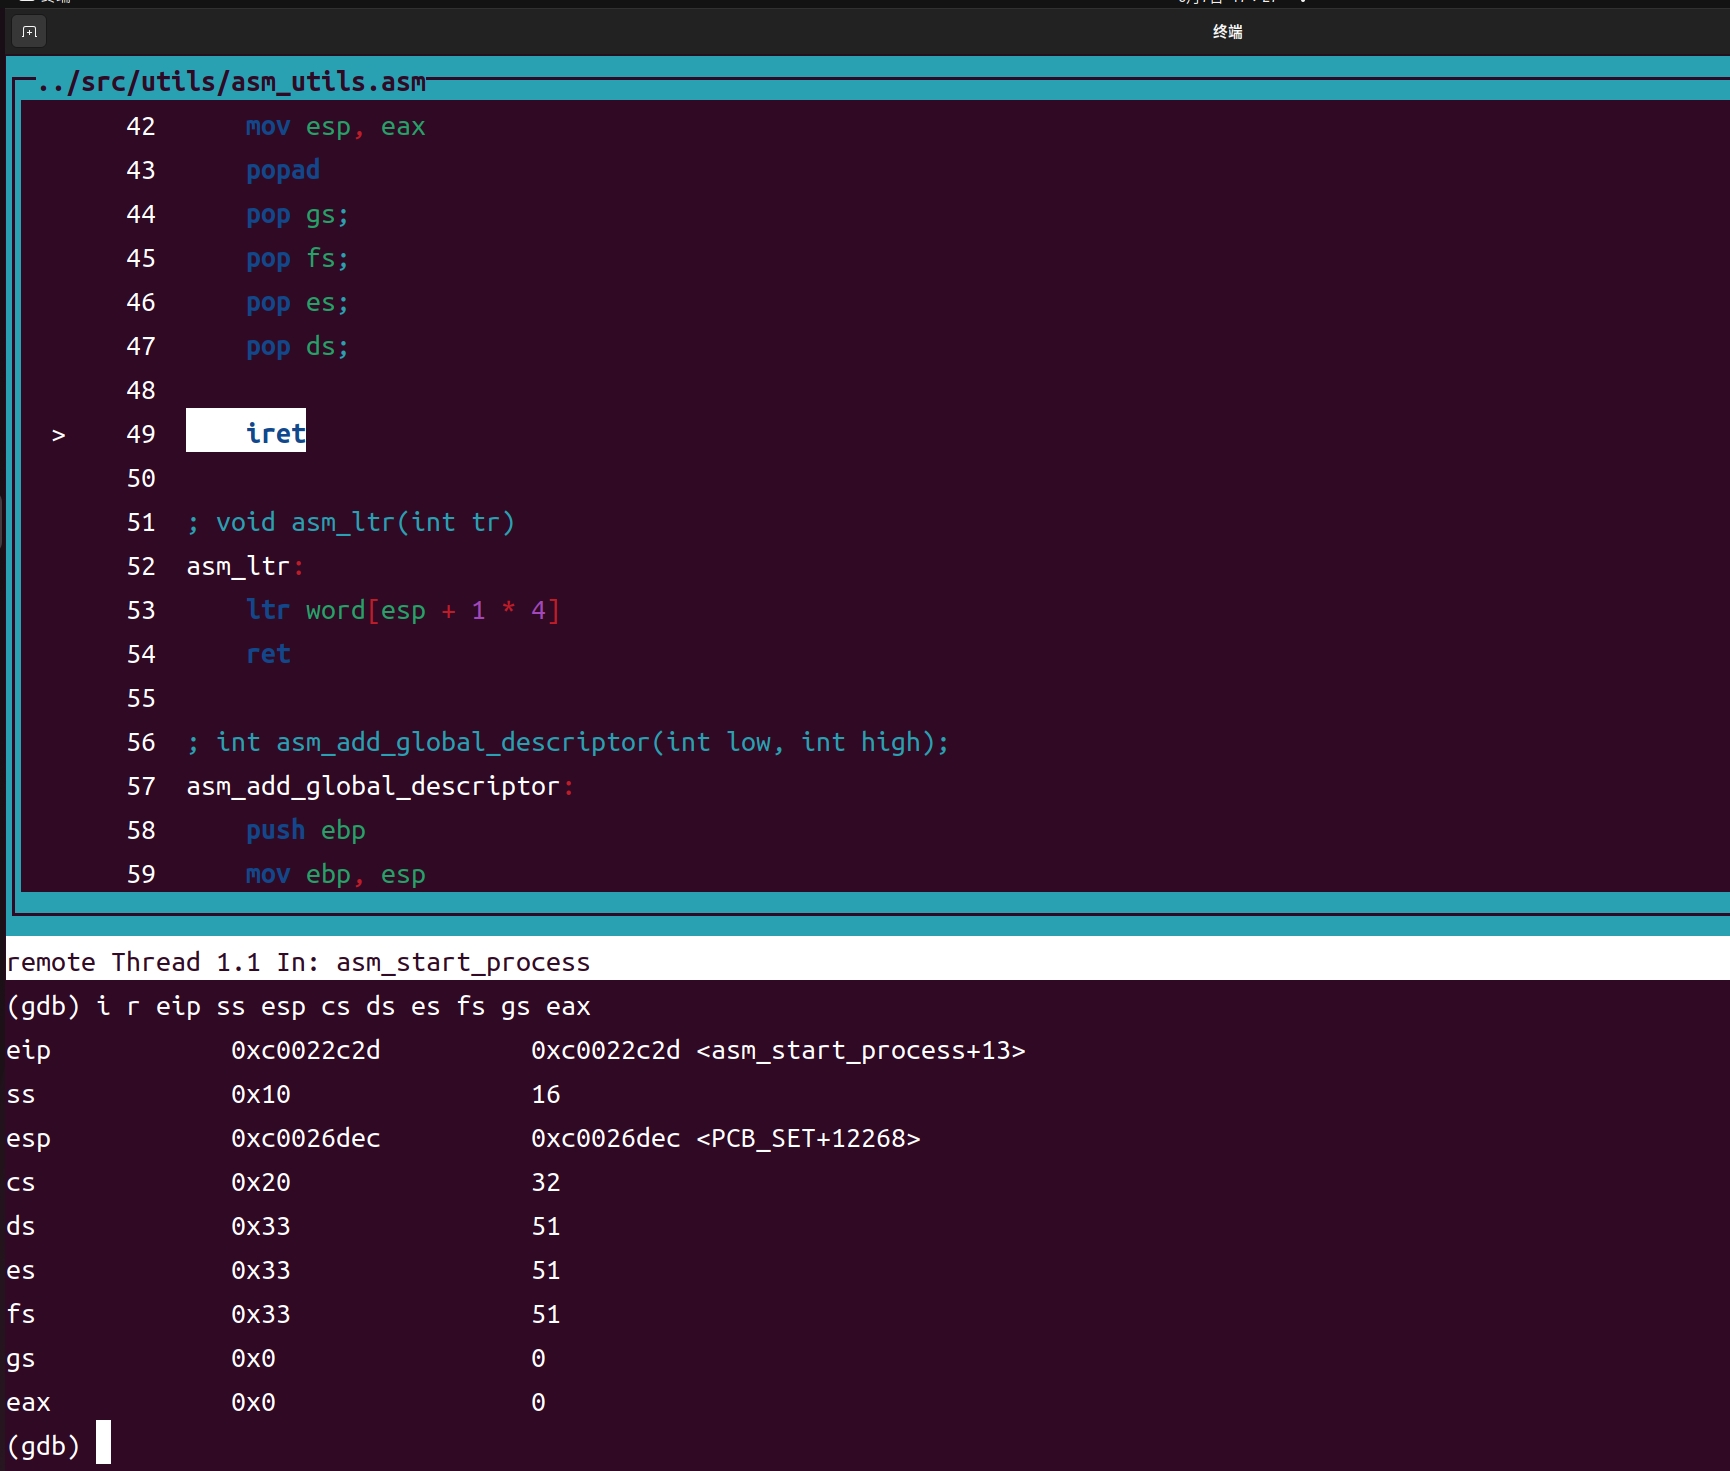 终端
../src/utils/asm_utils.asm
42 mov esp, eax
43 popad
44 pop gs;
45 pop fs;
46 pop es;
47 pop ds;
48
> 49 iret
50
51 ; void asm_ltr(int tr)
52 asm_ltr:
53 ltr word[esp + 1 * 4]
54 ret
55
56 ; int asm_add_global_descriptor(int low, int high);
57 asm_add_global_descriptor:
58 push ebp
59 mov ebp, esp
remote Thread 1.1 In: asm_start_process
(gdb) i r eip ss esp cs ds es fs gs eax
eip 0xc0022c2d 0xc0022c2d <asm_start_process+13>
ss 0x10 16
esp 0xc0026dec 0xc0026dec <PCB_SET+12268>
cs 0x20 32
ds 0x33 51
es 0x33 51
fs 0x33 51
gs 0x0 0
eax 0x0 0
(gdb)